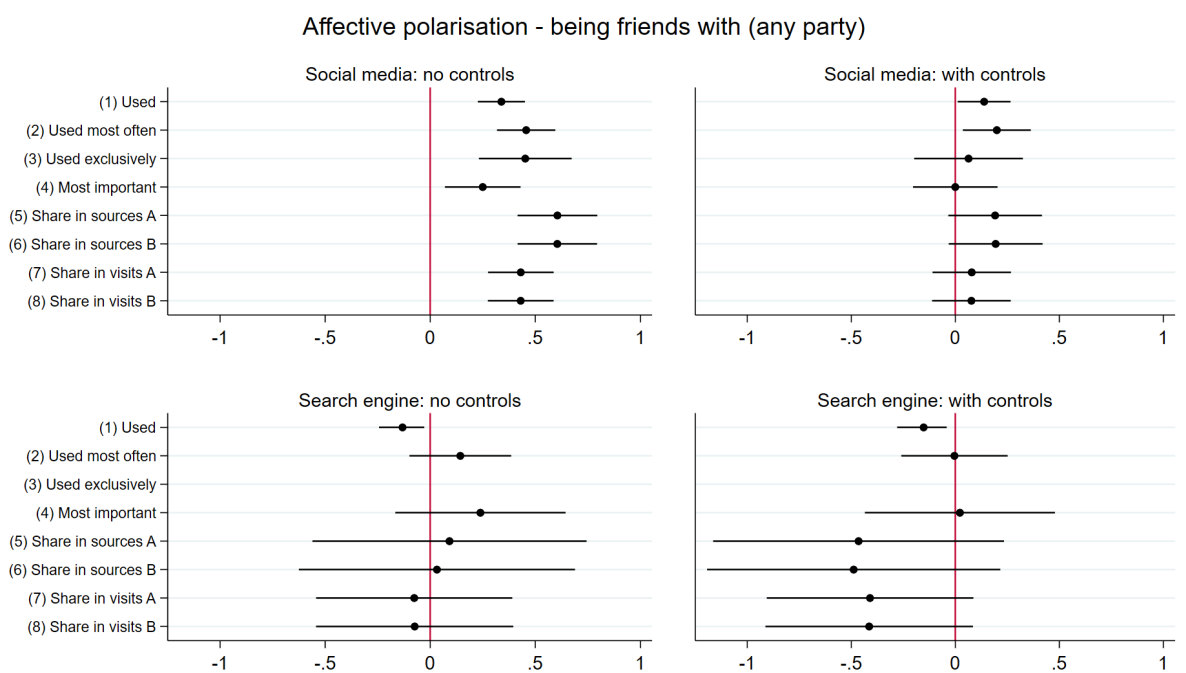 Affective polarisation - being friends with (any party)
Social media: no controls
(1) Used
(2) Used most often
(3) Used exclusively
(4) Most important
(5) Share in sources A
(6) Share in sources B
(7) Share in visits A
(8) Share in visits B
-1 -.5 0 .5 1
Social media: with controls
-1 -.5 0 .5 1
Search engine: no controls
(1) Used
(2) Used most often
(3) Used exclusively
(4) Most important
(5) Share in sources A
(6) Share in sources B
(7) Share in visits A
(8) Share in visits B
-1 -.5 0 .5 1
Search engine: with controls
-1 -.5 0 .5 1